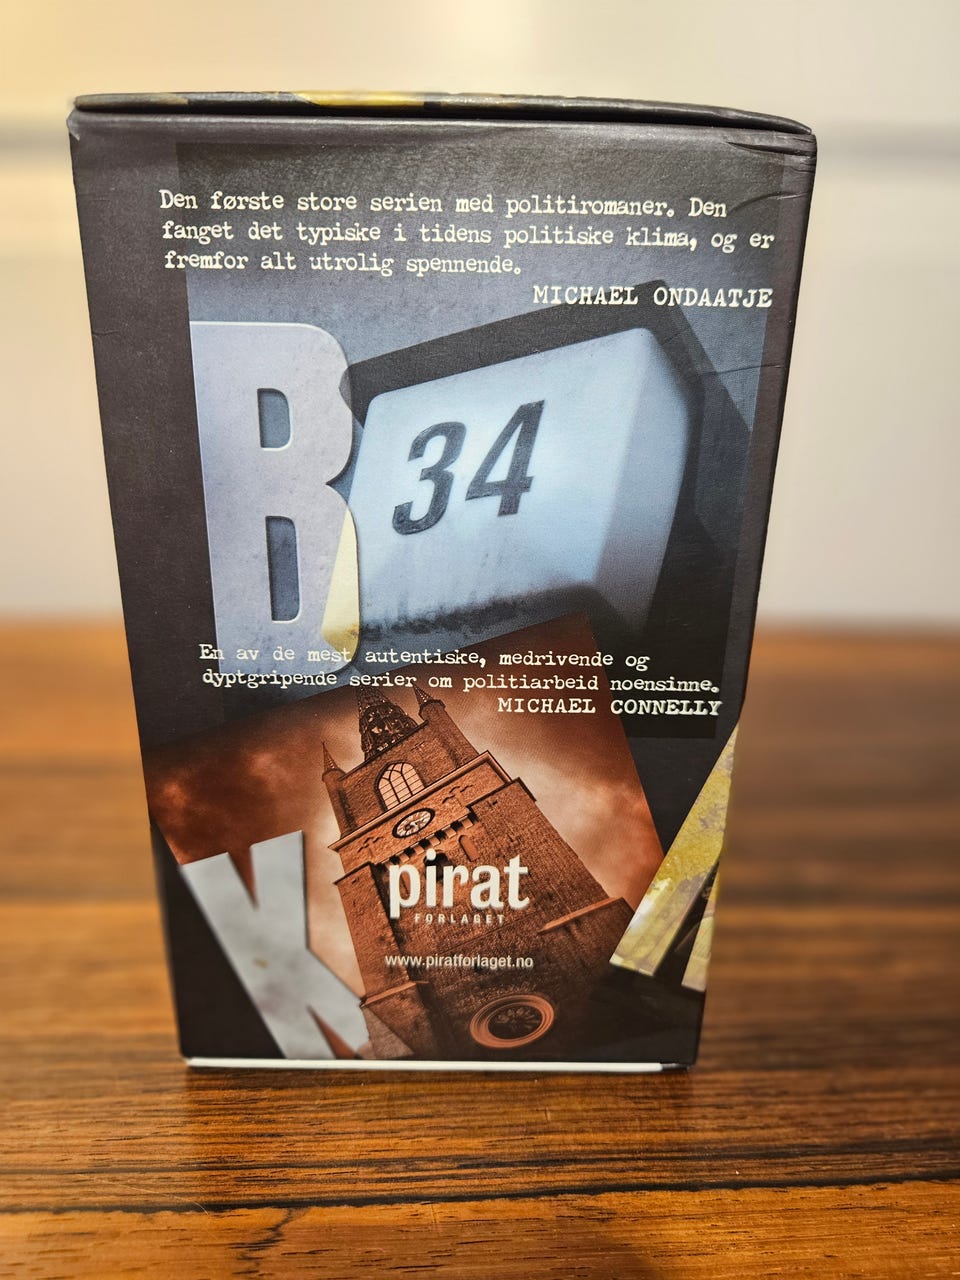 Den første store serien med politiromaner. Den
fanget det typiske i tidens politiske klima, og er
fremfor alt utrolig spennende.
MICHAEL ONDAATJE
B
34
En av de mest autentiske, medrivende og
dyptgripende serier om politiarbeid noensinne.
MICHAEL CONNELLY
K
pirat
FORLAGET
www.piratforlaget.no